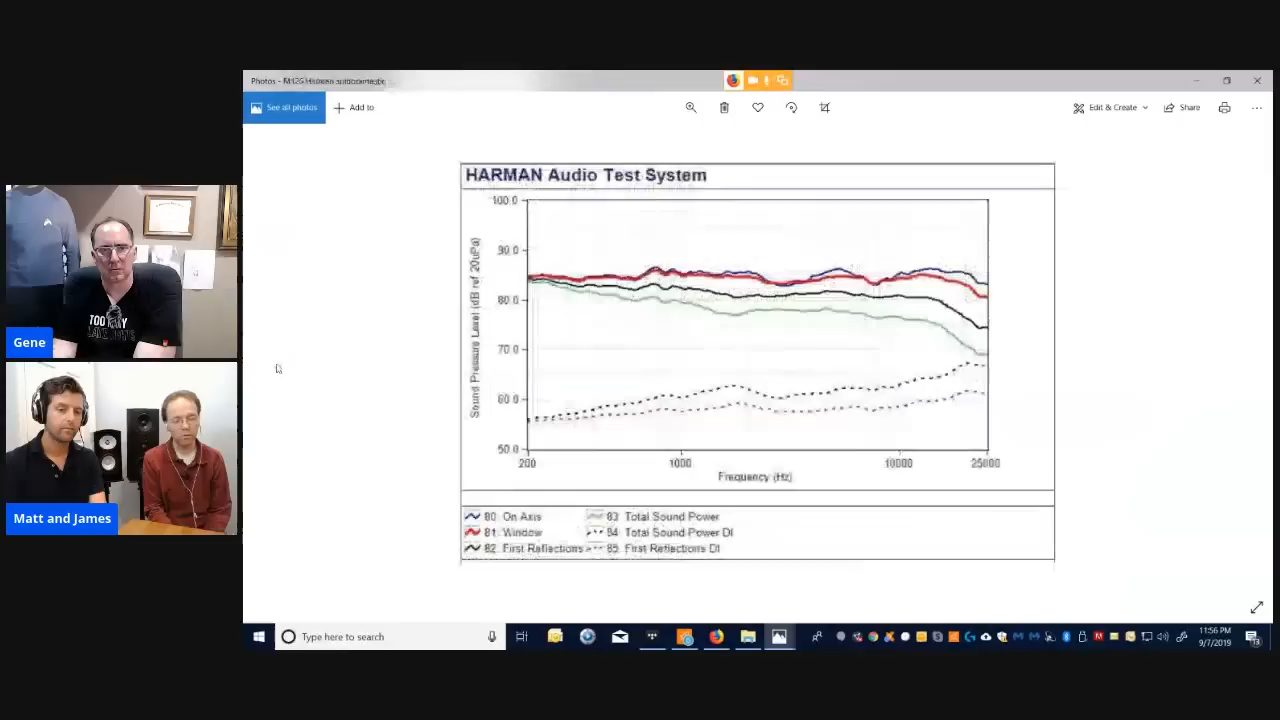 Photos -
See all photos
Add to
Edit & Create
Share
HARMAN Audio Test System
100.0
90.0
80.0
70.0
60.0
50.0
Sound Pressure Level (dB ref 20uPa)
200
1000
10000
25000
Frequency (Hz)
80: On Axis
83: Total Sound Power
81: Window
84: Total Sound Power DI
82: First Reflections
85: First Reflections DI
Gene
Matt and James
Type here to search
11:56 PM
9/7/2019